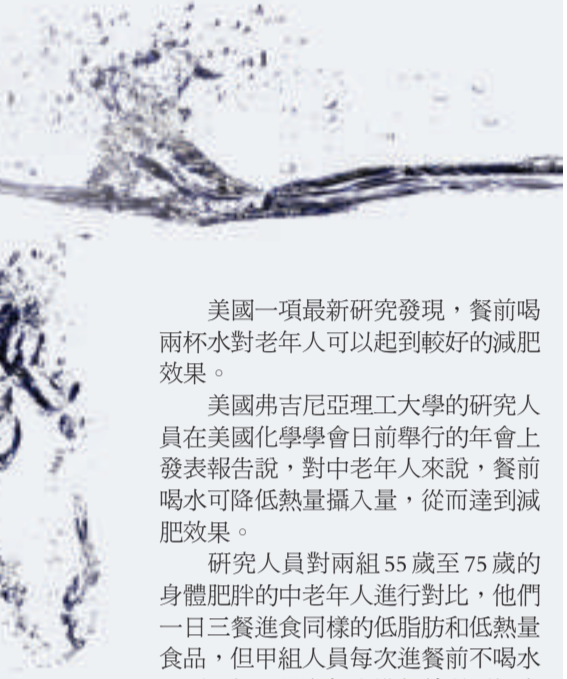 美國一項最新研究發現，餐前喝
兩杯水對老年人可以起到較好的減肥
效果。
美國弗吉尼亞理工大學的研究人
員在美國化學學會日前舉行的年會上
發表報告說，對中老年人來說，餐前
喝水可降低熱量攝入量，從而達到減
肥效果。
研究人員對兩組 55 歲至 75 歲的
身體肥胖的中老年人進行對比，他們
一日三餐進食同樣的低脂肪和低熱量
食品，但甲組人員每次進餐前不喝水